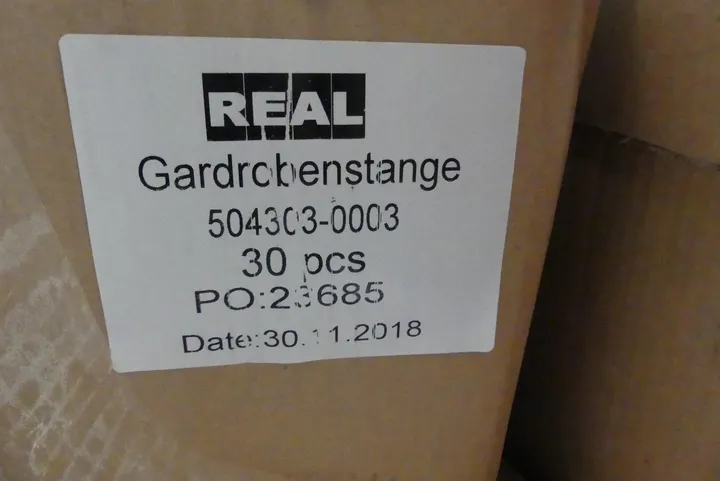 REAL
Gardrobenstange
504303-0003
30 pcs
PO:23685
Date:30.11.2018